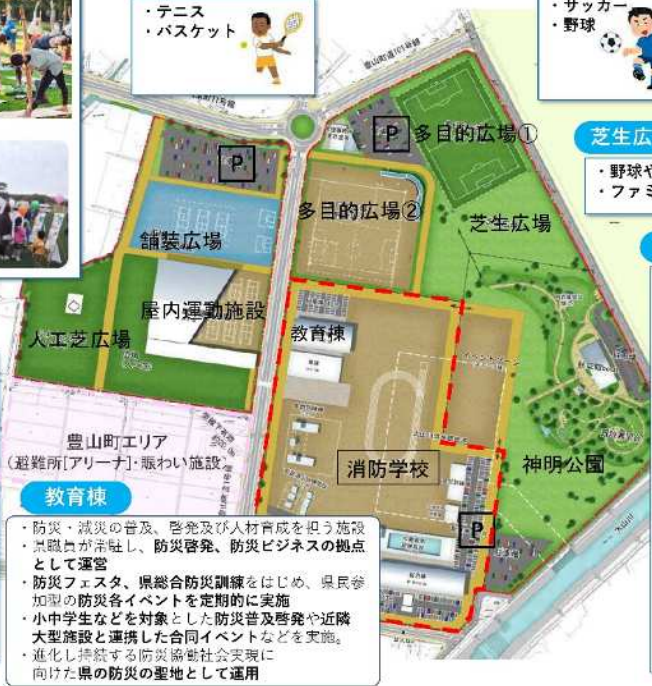 ・テニス
・バスケット
・サッカー
・野球
豊山町道101号線
P
多目的広場①
芝生広
・野球や
・ファミ
P
多目的広場②
芝生広場
舗装広場
屋内運動施設
人工芝広場
教育棟
消防学校
神明公園
P
豊山町エリア
(避難所[アリーナ]・賑わい施設)
教育棟
・防災・減災の普及、啓発及び人材育成を担う施設
・県職員が常駐し、防災啓発、防災ビジネスの拠点
として運営
・防災フェスタ、県総合防災訓練をはじめ、県民参
加型の防災各イベントを定期的に実施
・小中学生などを対象とした防災普及啓発や近隣
大型施設と連携した合同イベントなどを実施。
・進化し持続する防災協働社会実現に
向けた県の防災の聖地として運用